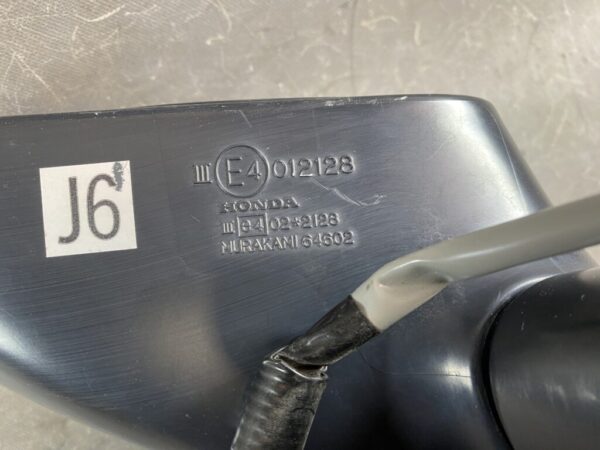 III E4 012128
HONDA
III e4 02*2128
MURAKAMI 64602
J6